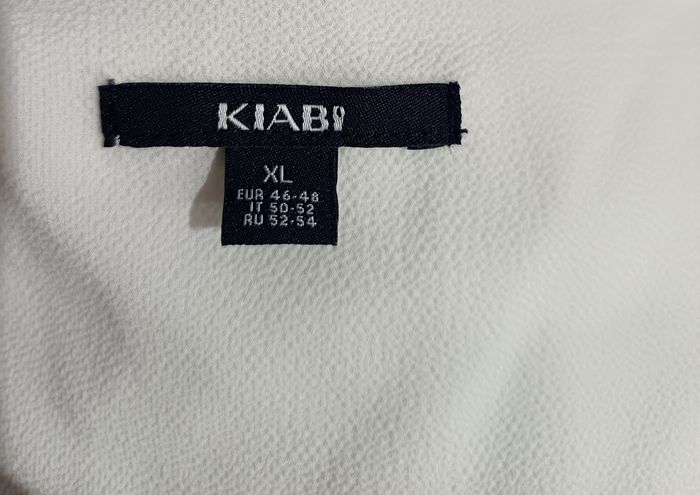 KIABI
XL
EUR 46-48
IT 50-52
RU 52-54